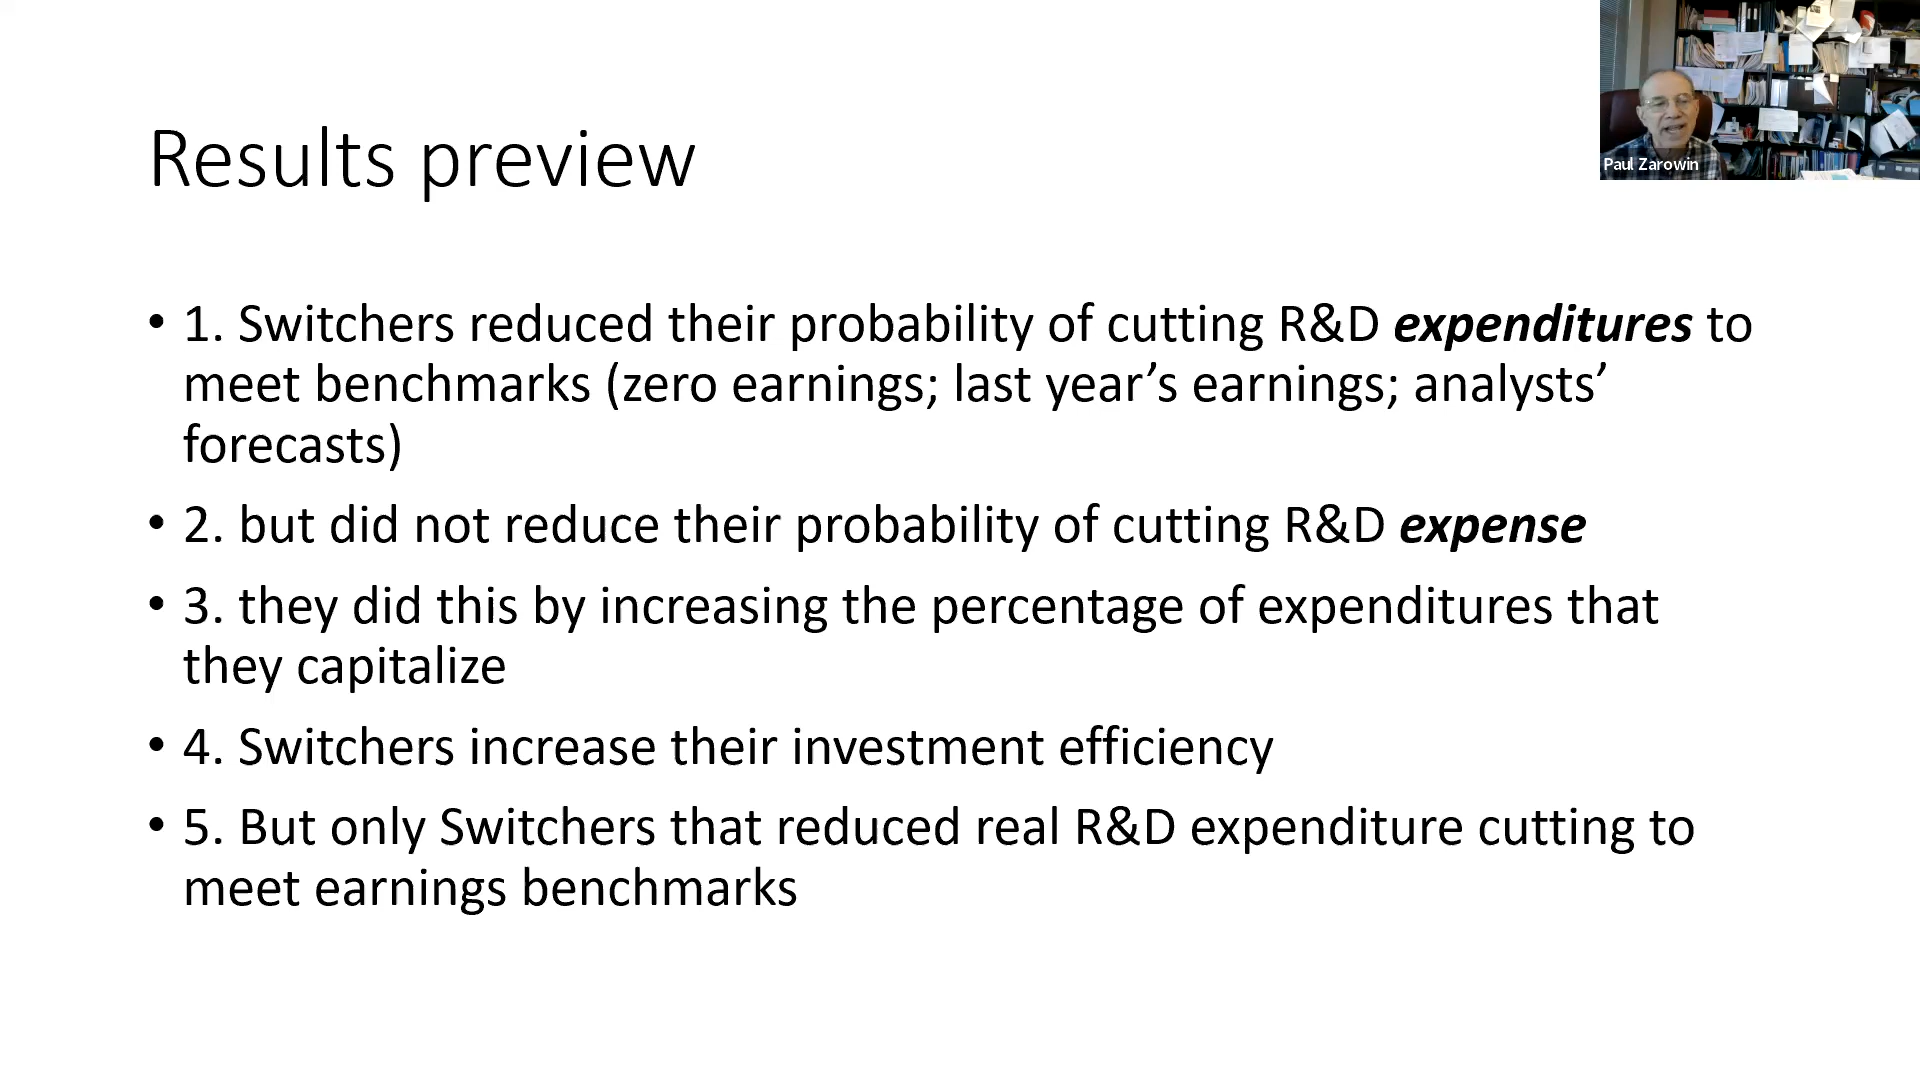 Paul Zarowin
Results preview
• 1. Switchers reduced their probability of cutting R&D expenditures to
meet benchmarks (zero earnings; last year’s earnings; analysts’
forecasts)
• 2. but did not reduce their probability of cutting R&D expense
• 3. they did this by increasing the percentage of expenditures that
they capitalize
• 4. Switchers increase their investment efficiency
• 5. But only Switchers that reduced real R&D expenditure cutting to
meet earnings benchmarks